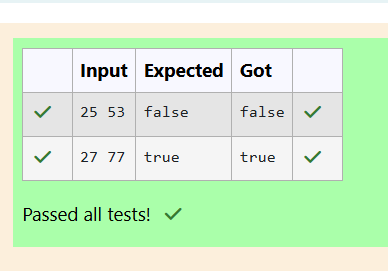 Input Expected Got
25 53 false false
27 77 true true
Passed all tests!